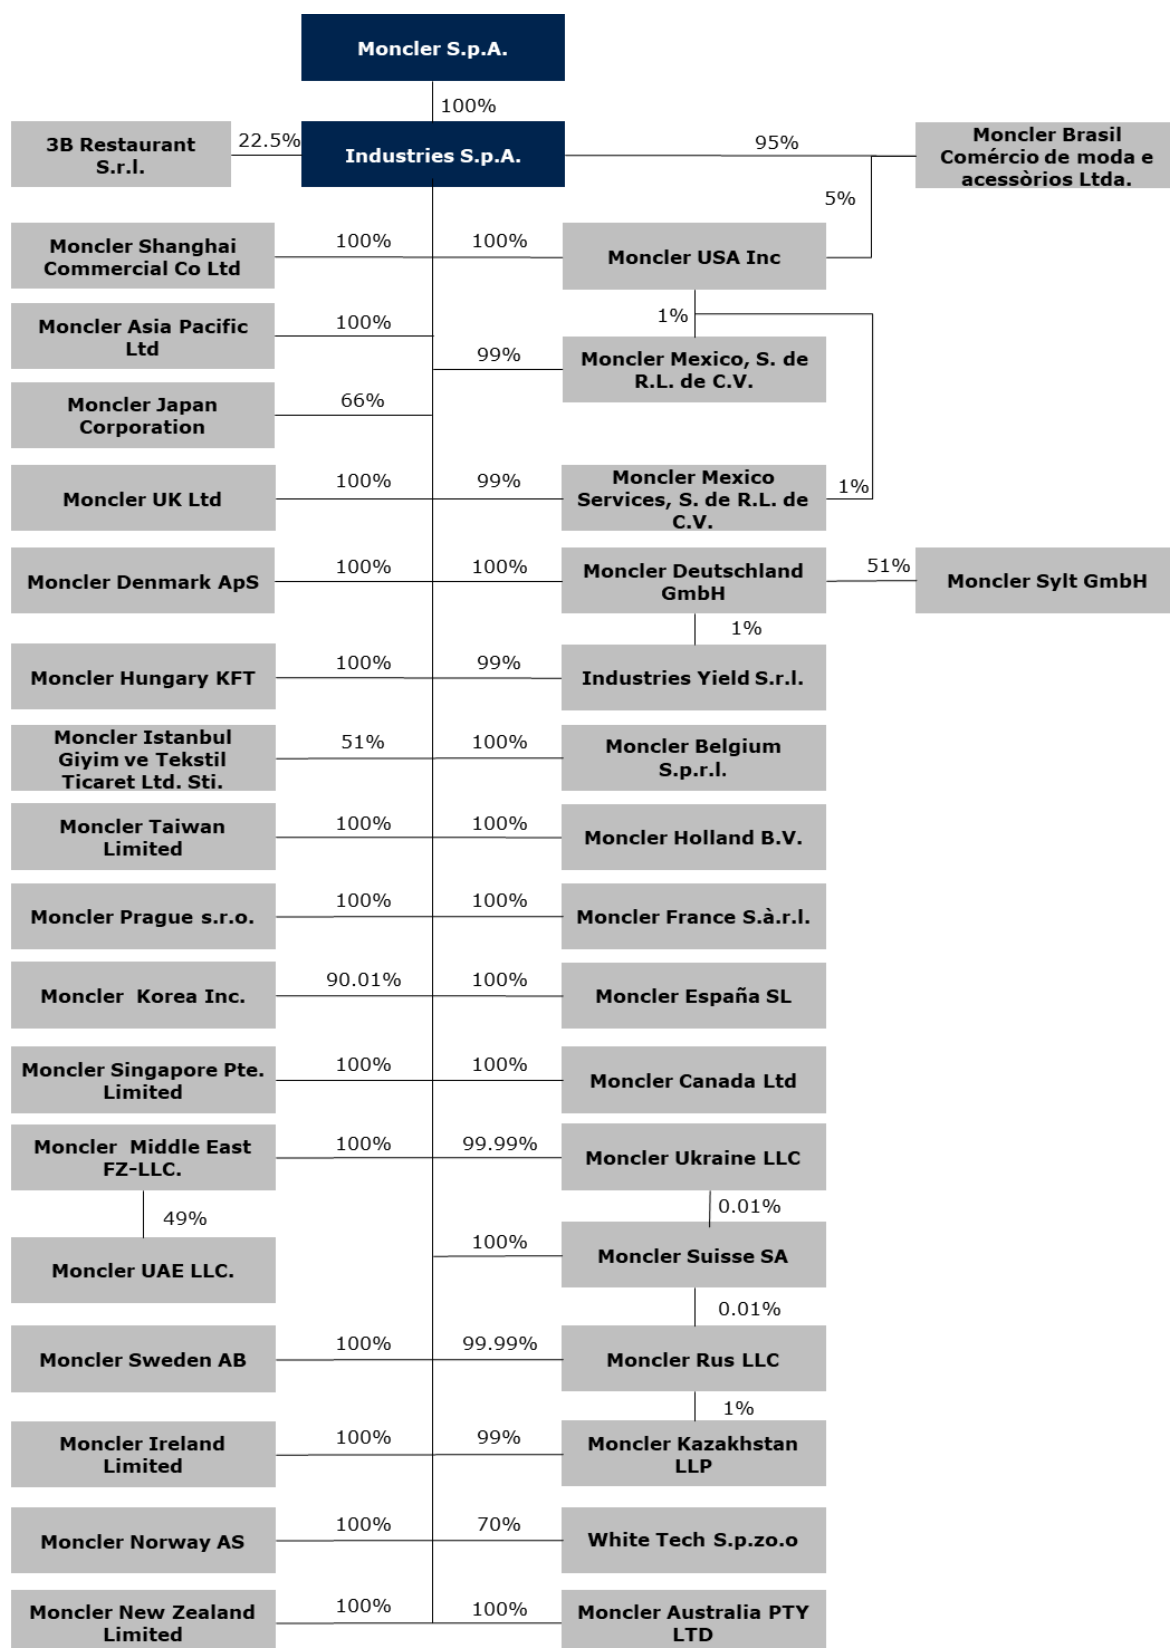 Moncler S.p.A.
100%
3B Restaurant
S.r.l.
22.5%
Industries S.p.A.
95%
Moncler Brasil
Comércio de moda e
acessòrios Ltda.
5%
Moncler Shanghai
Commercial Co Ltd
100%
100%
Moncler USA Inc
Moncler Asia Pacific
Ltd
100%
1%
99%
Moncler Mexico, S. de
R.L. de C.V.
Moncler Japan
Corporation
66%
Moncler UK Ltd
100%
99%
Moncler Mexico
Services, S. de R.L. de
C.V.
1%
Moncler Denmark ApS
100%
100%
Moncler Deutschland
GmbH
51%
Moncler Sylt GmbH
1%
Moncler Hungary KFT
100%
99%
Industries Yield S.r.l.
Moncler Istanbul
Giyim ve Tekstil
Ticaret Ltd. Sti.
51%
100%
Moncler Belgium
S.p.r.l.
Moncler Taiwan
Limited
100%
100%
Moncler Holland B.V.
Moncler Prague s.r.o.
100%
100%
Moncler France S.à.r.l.
Moncler  Korea Inc.
90.01%
100%
Moncler España SL
Moncler Singapore Pte.
Limited
100%
100%
Moncler Canada Ltd
Moncler  Middle East
FZ-LLC.
100%
99.99%
Moncler Ukraine LLC
49%
0.01%
Moncler UAE LLC.
100%
Moncler Suisse SA
0.01%
Moncler Sweden AB
100%
99.99%
Moncler Rus LLC
1%
Moncler Ireland
Limited
100%
99%
Moncler Kazakhstan
LLP
Moncler Norway AS
100%
70%
White Tech S.p.zo.o
Moncler New Zealand
Limited
100%
100%
Moncler Australia PTY
LTD